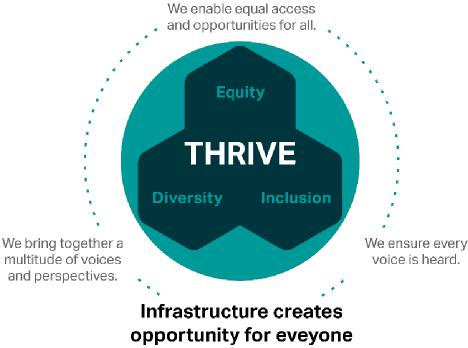 We enable equal access
and opportunities for all.
Equity
THRIVE
Diversity
Inclusion
We bring together a
multitude of voices
and perspectives.
We ensure every
voice is heard.
Infrastructure creates
opportunity for eveyone